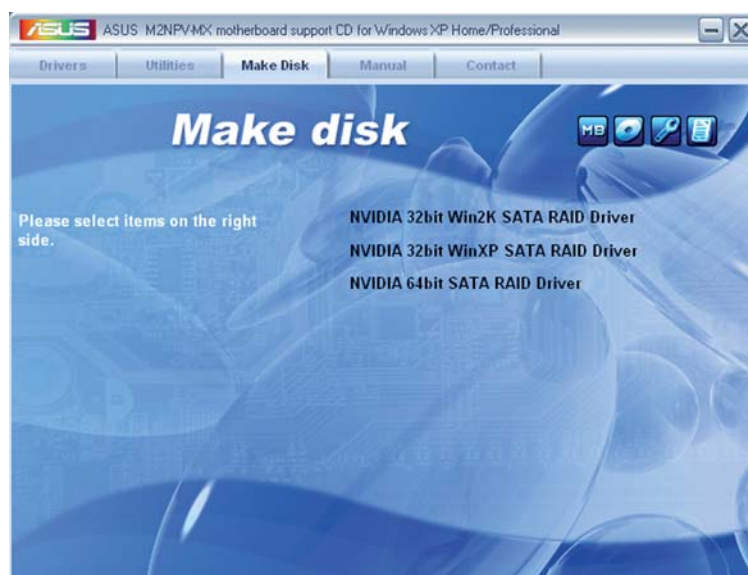 ASUS ASUS M2NPV-MX motherboard support CD for Windows XP Home/Professional
Drivers Utilities Make Disk Manual Contact
Make disk
MB
Please select items on the right
side.
NVIDIA 32bit Win2K SATA RAID Driver
NVIDIA 32bit WinXP SATA RAID Driver
NVIDIA 64bit SATA RAID Driver